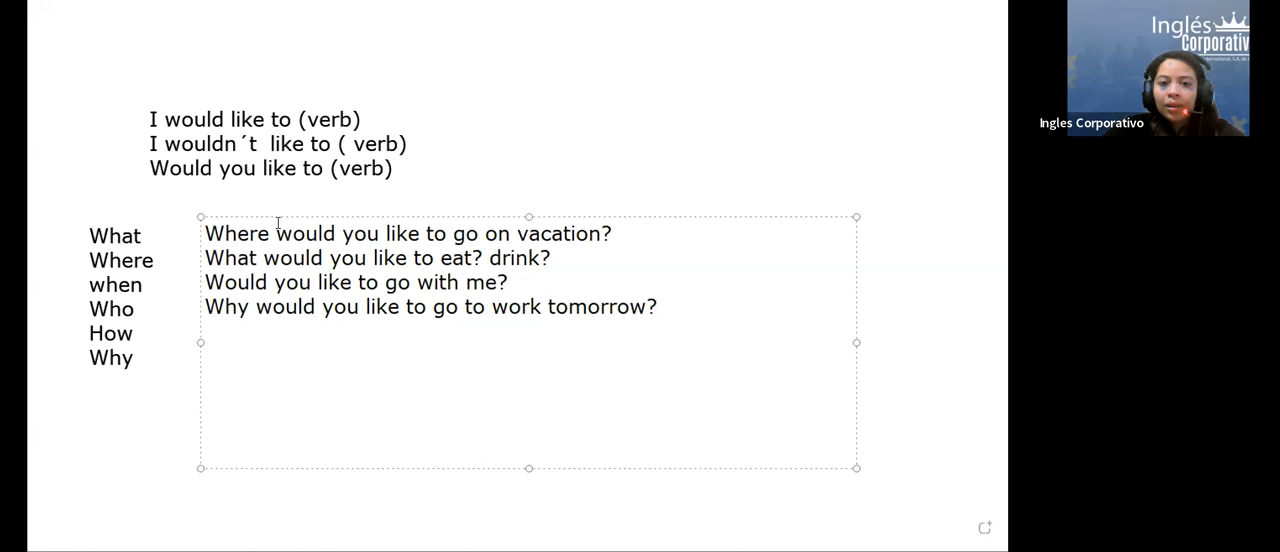 I would like to (verb)
I wouldn´t  like to ( verb)
Would you like to (verb)
What
Where
when
Who
How
Why
Where would you like to go on vacation?
What would you like to eat? drink?
Would you like to go with me?
Why would you like to go to work tomorrow?
Inglés
Corporativ
Ingles Corporativo